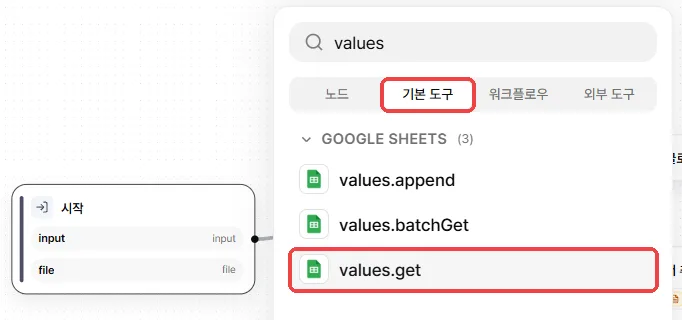 values
노드 기본 도구 워크플로우 외부 도구
GOOGLE SHEETS (3)
values.append
values.batchGet
values.get
시작
input input
file file